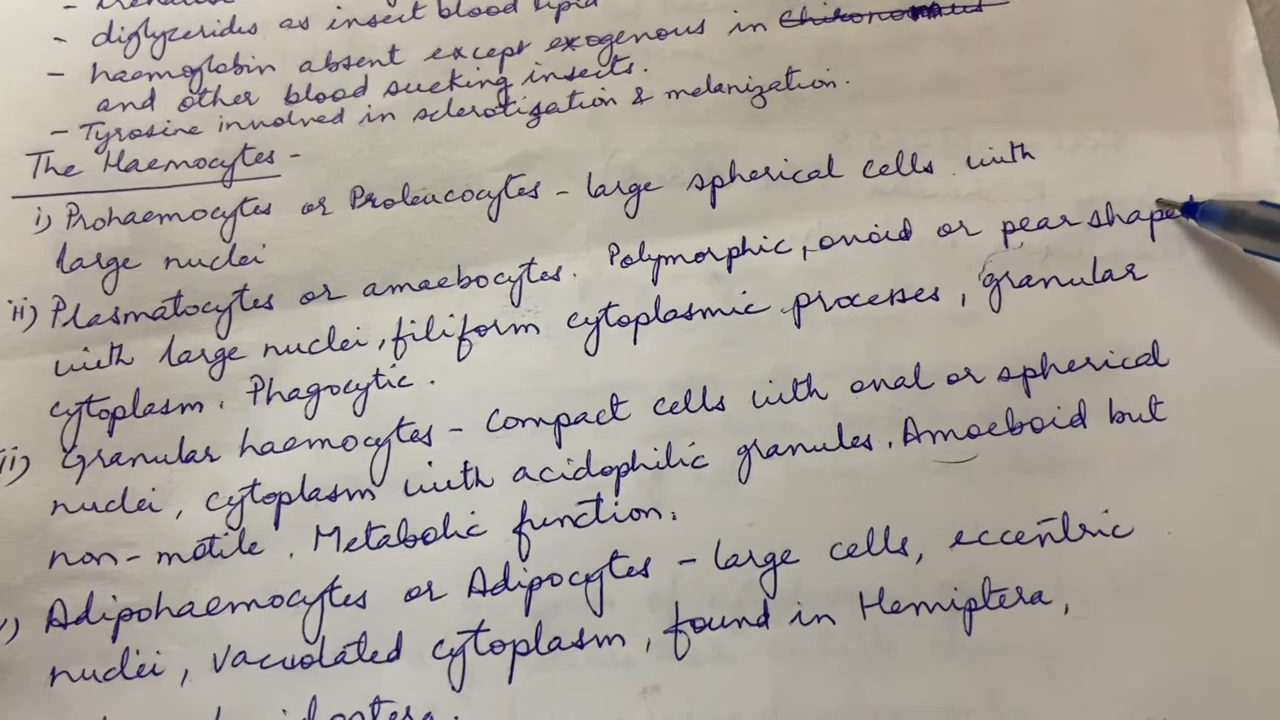 - diglycerides as insect blood lipid
- haemoglobin absent except exogenous in Chironomus
and other blood sucking insects.
- Tyrosine involved in sclerotization & melanization.
The Haemocytes -
i) Prohaemocytes or Proleucocytes - large spherical cells with
large nuclei
ii) Plasmatocytes or amaebocytes. Polymorphic, ovoid or pear shaped
with large nuclei, filiform cytoplasmic processes, granular
cytoplasm. Phagocytic.
ii) Granular haemocytes - Compact cells with oval or spherical
nuclei, cytoplasm with acidophilic granules. Amoeboid but
non-motile. Metabolic function.
) Adipohaemocytes or Adipocytes - large cells, eccentric
nuclei, vacuolated cytoplasm, found in Hemiptera,